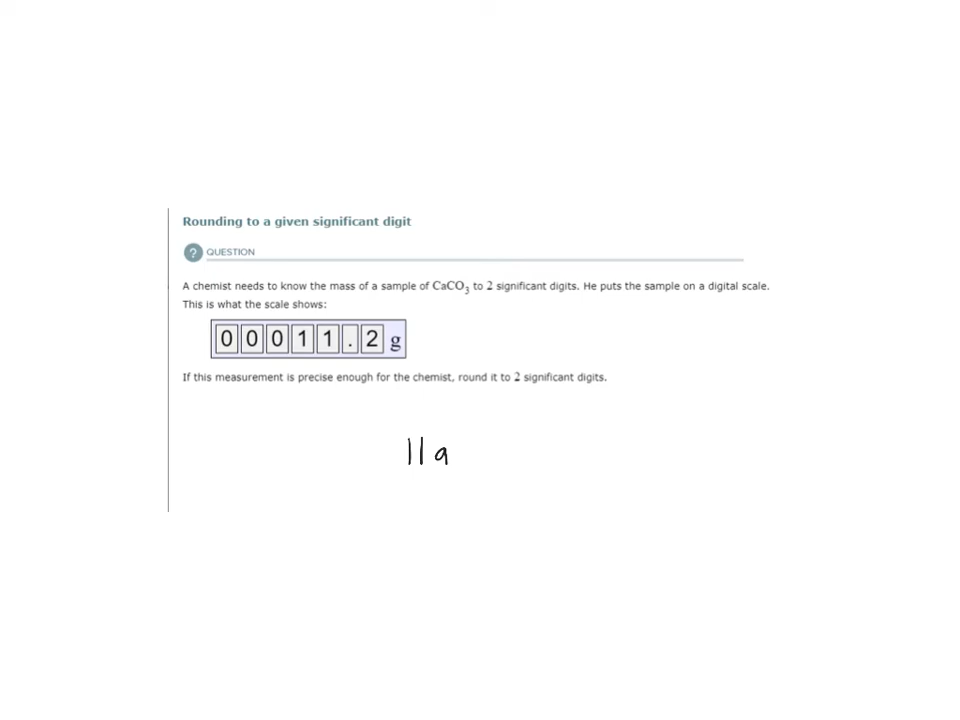 Rounding to a given significant digit
? QUESTION
A chemist needs to know the mass of a sample of CaCO₃ to 2 significant digits. He puts the sample on a digital scale.
This is what the scale shows:
00011.2 g
If this measurement is precise enough for the chemist, round it to 2 significant digits.
11 g